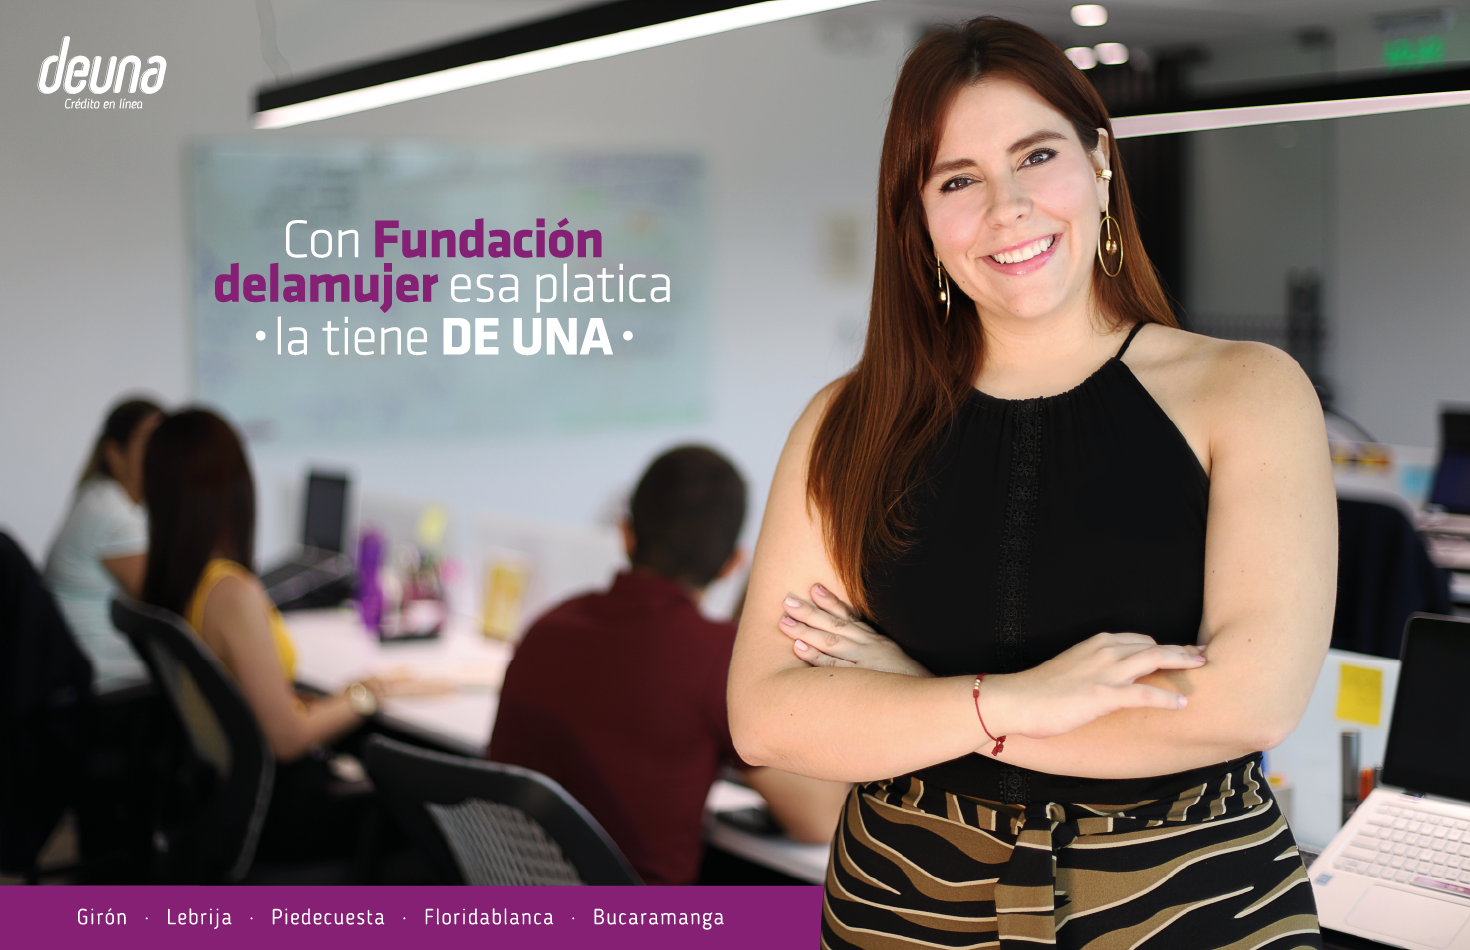 deuna
Crédito en línea
Con Fundación
delamujer esa platica
• la tiene DE UNA •
Girón · Lebrija · Piedecuesta · Floridablanca · Bucaramanga